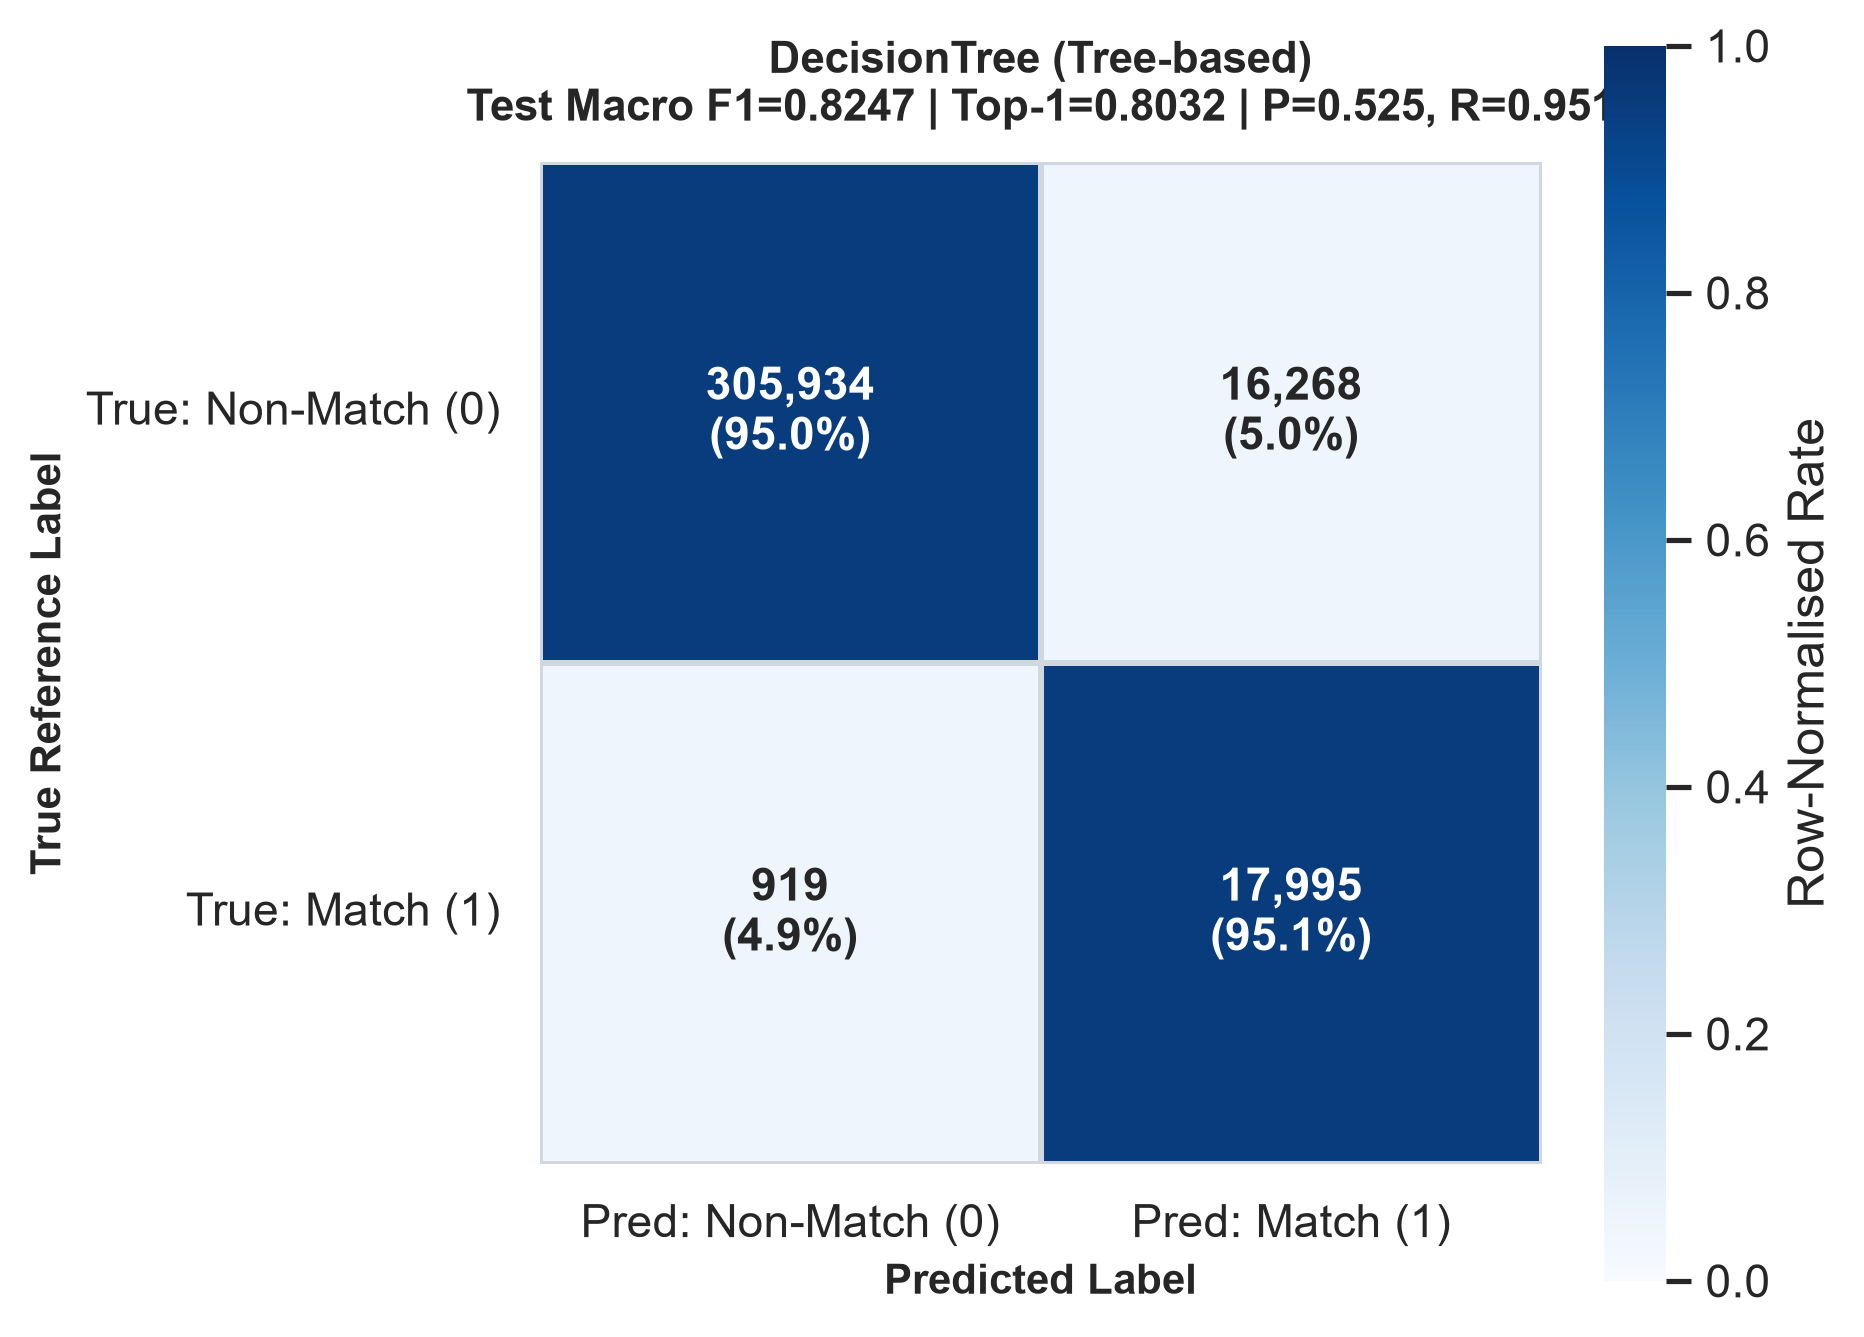 DecisionTree (Tree-based)
Test Macro F1=0.8247 | Top-1=0.8032 | P=0.525, R=0.951
True Reference Label
True: Non-Match (0)
305,934
(95.0%)
16,268
(5.0%)
True: Match (1)
919
(4.9%)
17,995
(95.1%)
Pred: Non-Match (0)
Pred: Match (1)
Predicted Label
1.0
0.8
0.6
0.4
0.2
0.0
Row-Normalised Rate